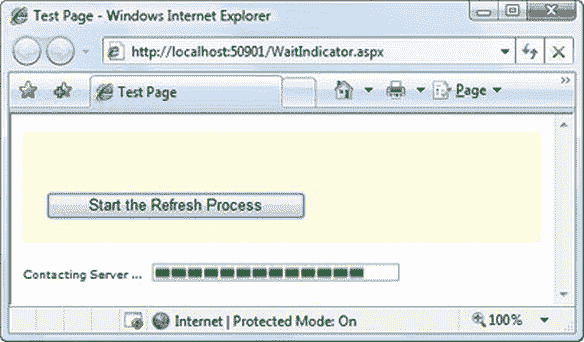 Test Page - Windows Internet Explorer
http://localhost:50901/WaitIndicator.aspx
Test Page
Page
Start the Refresh Process
Contacting Server ...
Internet | Protected Mode: On
100%